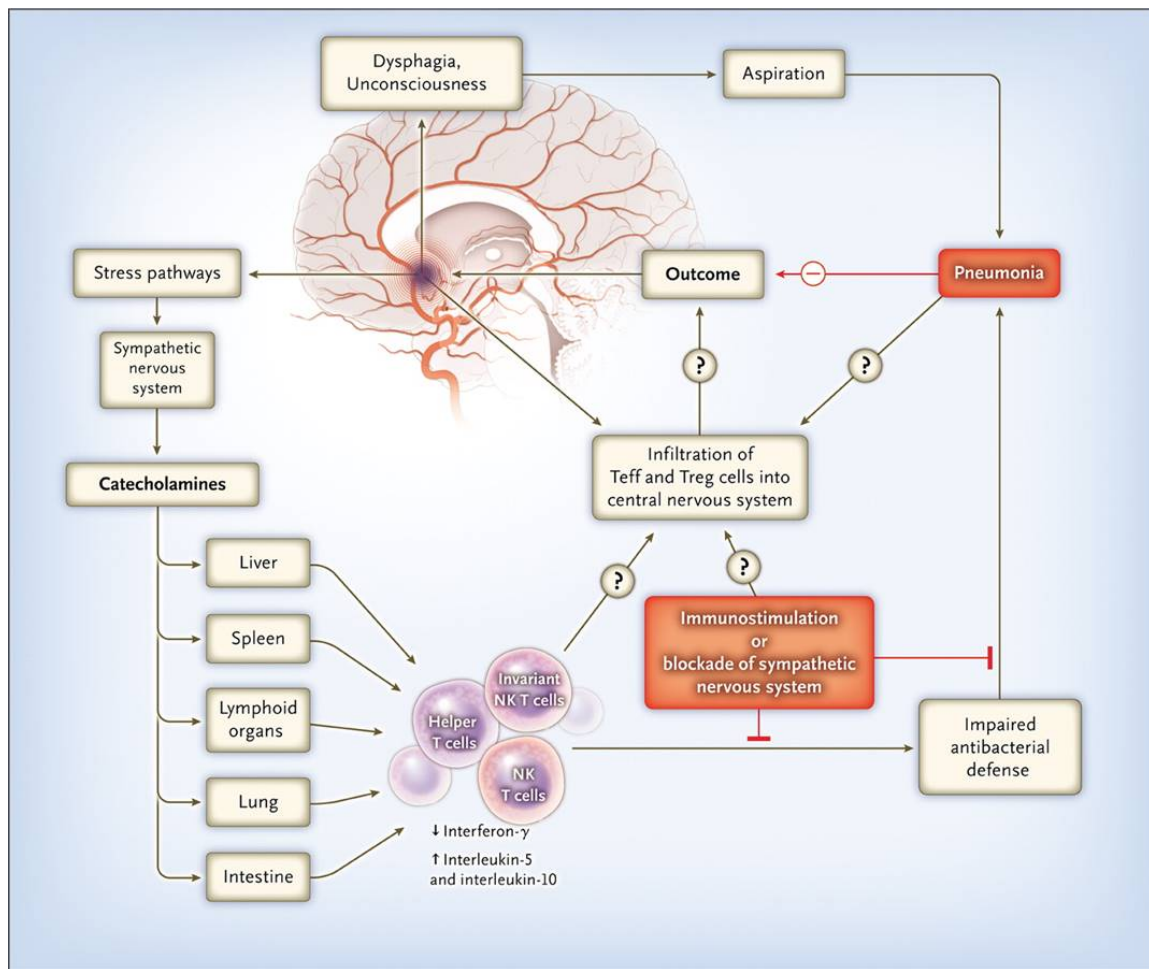 Dysphagia,
Unconsciousness
Aspiration
Stress pathways
Outcome
−
Pneumonia
Sympathetic
nervous
system
?
?
Catecholamines
Infiltration of
Teff and Treg cells into
central nervous system
Liver
?
?
Spleen
Immunostimulation
or
blockade of sympathetic
nervous system
Invariant
NK T cells
Lymphoid
organs
Helper
T cells
Impaired
antibacterial
defense
NK
T cells
Lung
↓ Interferon-γ
↑ Interleukin-5
and interleukin-10
Intestine